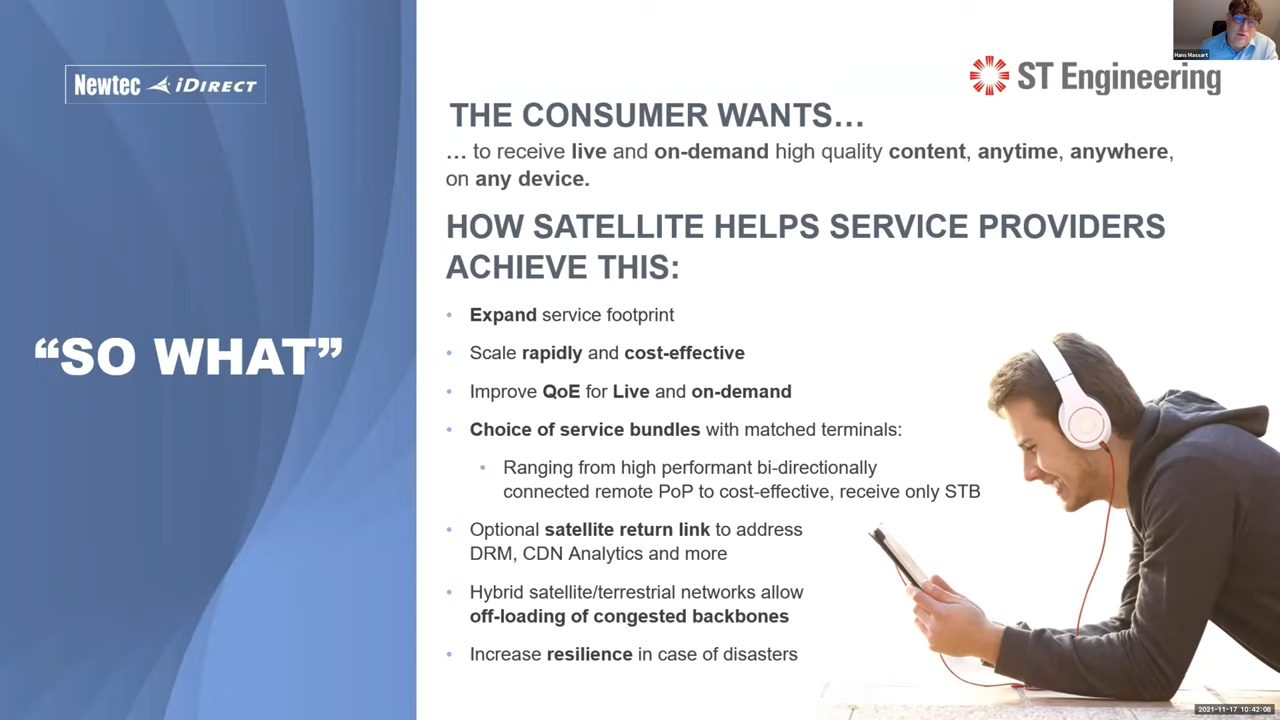 Hans Massart
Newtec iDIRECT
ST Engineering
THE CONSUMER WANTS…
… to receive live and on-demand high quality content, anytime, anywhere,
on any device.
HOW SATELLITE HELPS SERVICE PROVIDERS
ACHIEVE THIS:
“SO WHAT”
• Expand service footprint
• Scale rapidly and cost-effective
• Improve QoE for Live and on-demand
• Choice of service bundles with matched terminals:
• Ranging from high performant bi-directionally
connected remote PoP to cost-effective, receive only STB
• Optional satellite return link to address
DRM, CDN Analytics and more
• Hybrid satellite/terrestrial networks allow
off-loading of congested backbones
• Increase resilience in case of disasters
2021-11-17 10:42:08